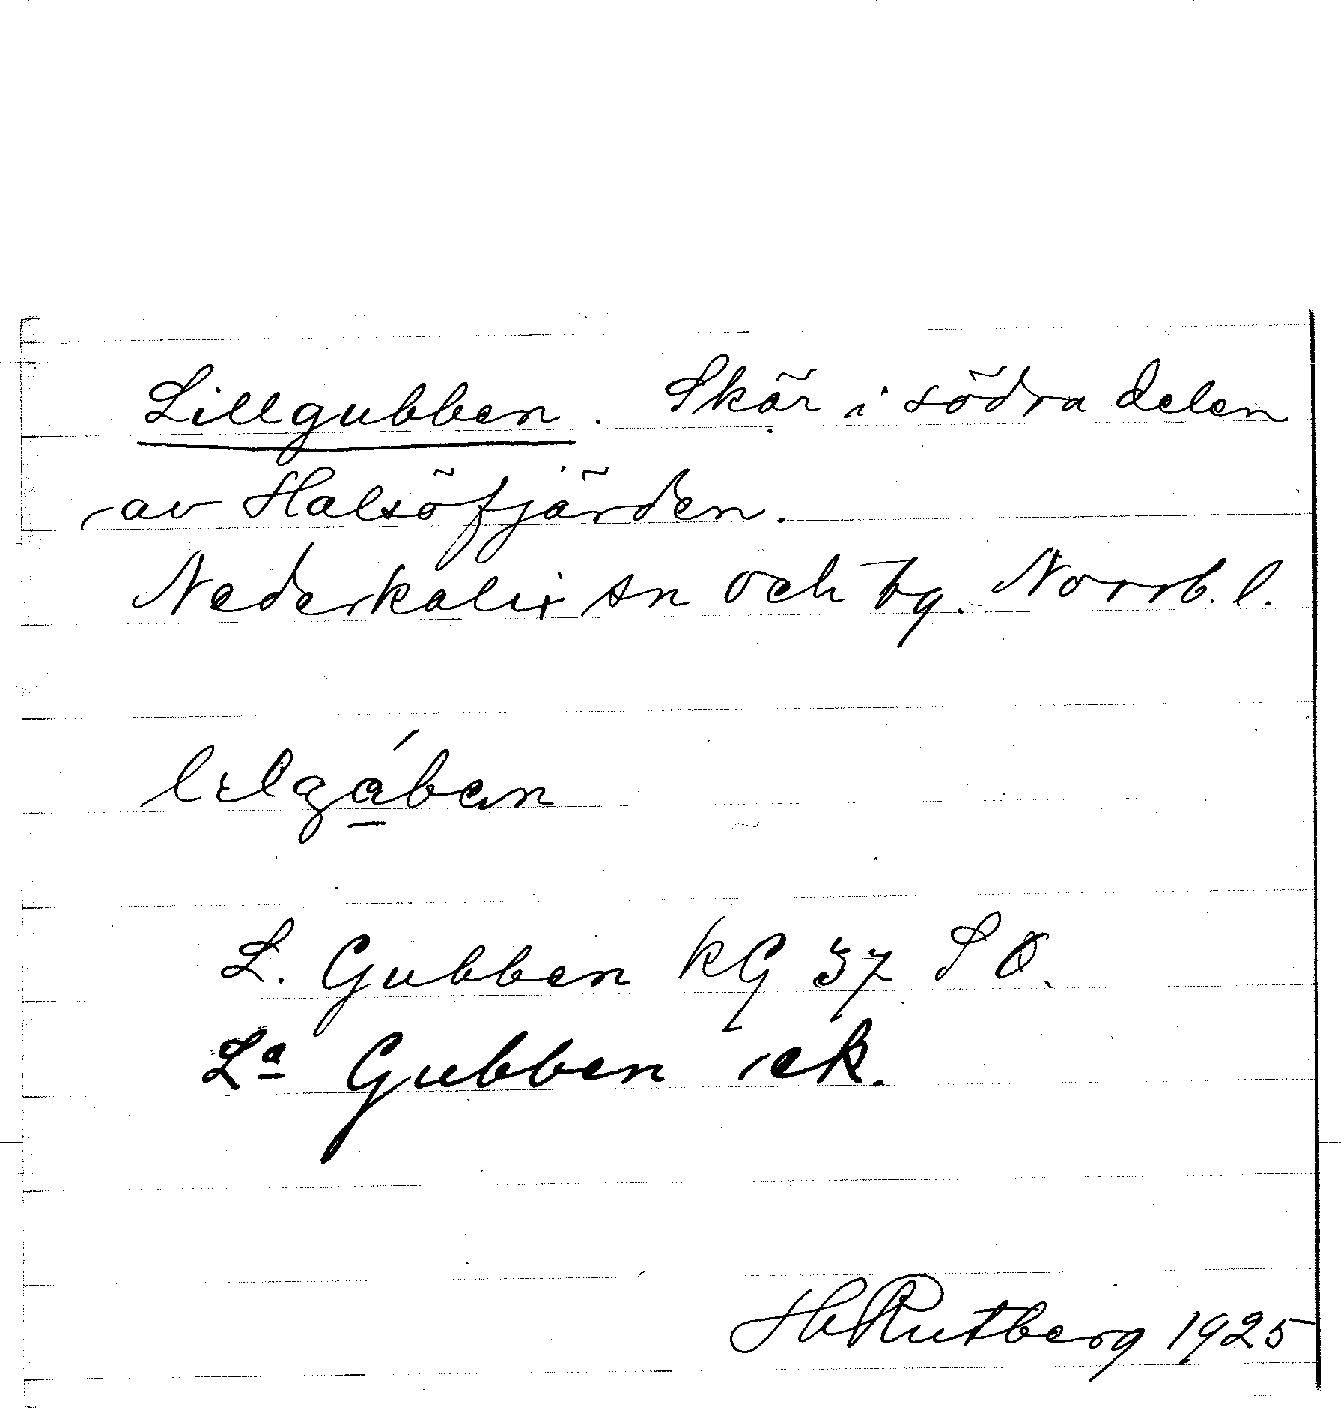 Lillgubben. Skär i södra delen
av Halsöfjärden.
Nederkalix sn och tg. Norrb. l.
L. Gubben KG 37 SO.
La Gubben ek.
H Rutberg 1925